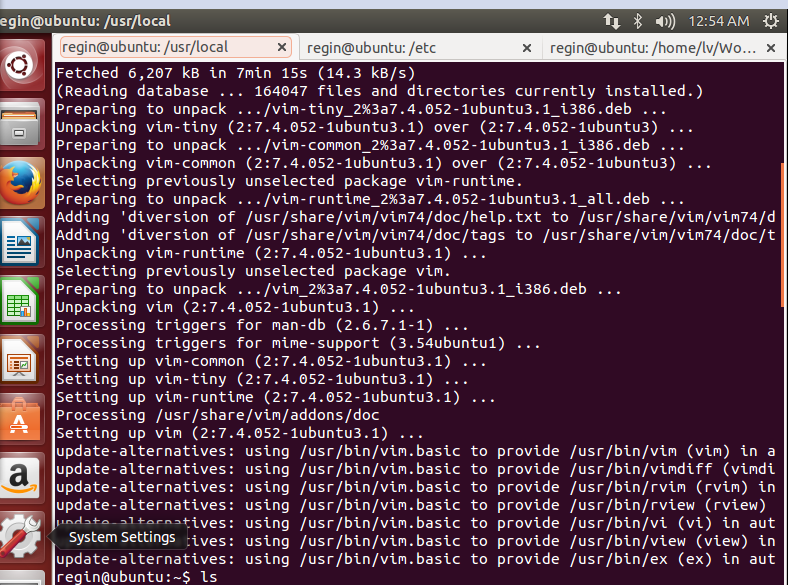 regin@ubuntu: /usr/local
12:54 AM
regin@ubuntu: /usr/local ×
regin@ubuntu: /etc ×
regin@ubuntu: /home/lv/Wo... ×
Fetched 6,207 kB in 7min 15s (14.3 kB/s)
(Reading database ... 164047 files and directories currently installed.)
Preparing to unpack .../vim-tiny_2%3a7.4.052-1ubuntu3.1_i386.deb ...
Unpacking vim-tiny (2:7.4.052-1ubuntu3.1) over (2:7.4.052-1ubuntu3) ...
Preparing to unpack .../vim-common_2%3a7.4.052-1ubuntu3.1_i386.deb ...
Unpacking vim-common (2:7.4.052-1ubuntu3.1) over (2:7.4.052-1ubuntu3) ...
Selecting previously unselected package vim-runtime.
Preparing to unpack .../vim-runtime_2%3a7.4.052-1ubuntu3.1_all.deb ...
Adding 'diversion of /usr/share/vim/vim74/doc/help.txt to /usr/share/vim/vim74/d
Adding 'diversion of /usr/share/vim/vim74/doc/tags to /usr/share/vim/vim74/doc/t
Unpacking vim-runtime (2:7.4.052-1ubuntu3.1) ...
Selecting previously unselected package vim.
Preparing to unpack .../vim_2%3a7.4.052-1ubuntu3.1_i386.deb ...
Unpacking vim (2:7.4.052-1ubuntu3.1) ...
Processing triggers for man-db (2.6.7.1-1) ...
Processing triggers for mime-support (3.54ubuntu1) ...
Setting up vim-common (2:7.4.052-1ubuntu3.1) ...
Setting up vim-tiny (2:7.4.052-1ubuntu3.1) ...
Setting up vim-runtime (2:7.4.052-1ubuntu3.1) ...
Processing /usr/share/vim/addons/doc
Setting up vim (2:7.4.052-1ubuntu3.1) ...
update-alternatives: using /usr/bin/vim.basic to provide /usr/bin/vim (vim) in a
update-alternatives: using /usr/bin/vim.basic to provide /usr/bin/vimdiff (vimdi
update-alternatives: using /usr/bin/vim.basic to provide /usr/bin/rvim (rvim) in
update-alternatives: using /usr/bin/vim.basic to provide /usr/bin/rview (rview)
update-alternatives: using /usr/bin/vim.basic to provide /usr/bin/vi (vi) in aut
System Settings
: using /usr/bin/vim.basic to provide /usr/bin/view (view) in
update-alternatives: using /usr/bin/vim.basic to provide /usr/bin/ex (ex) in aut
regin@ubuntu:~$ ls